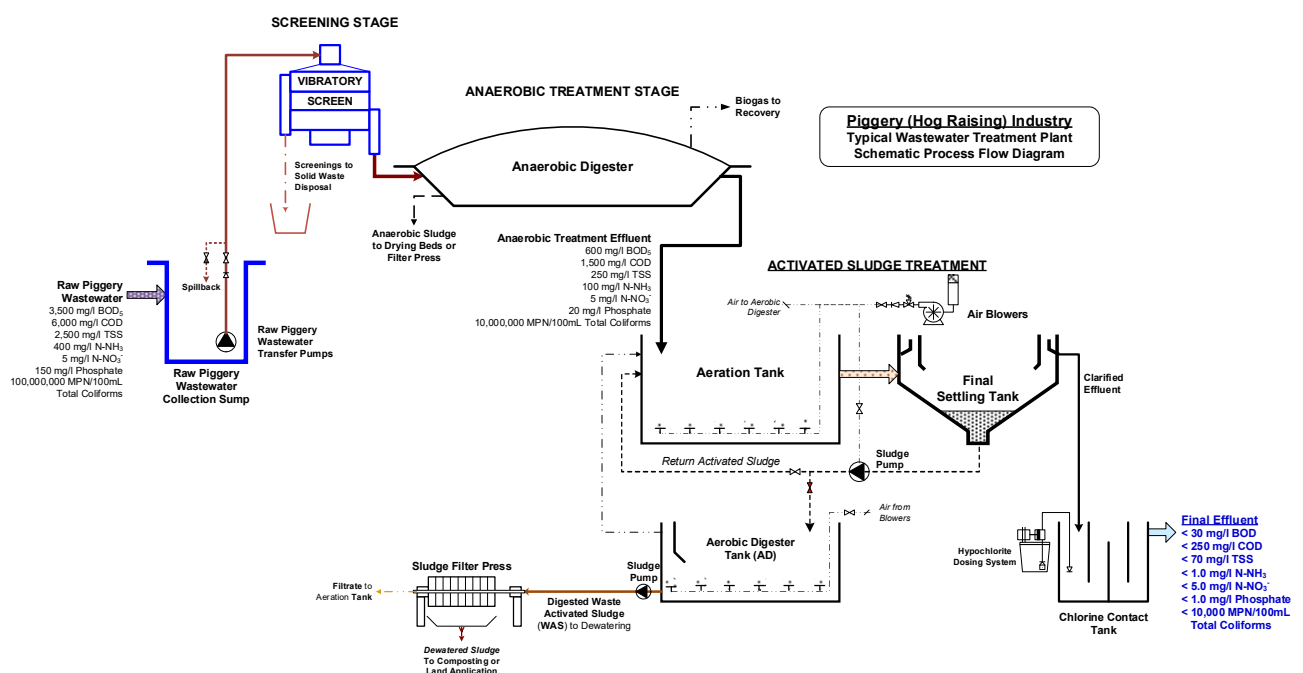 SCREENING STAGE
VIBRATORY
SCREEN
Screenings to
Solid Waste
Disposal
ANAEROBIC TREATMENT STAGE
Biogas to
Recovery
Anaerobic Digester
Piggery (Hog Raising) Industry
Typical Wastewater Treatment Plant
Schematic Process Flow Diagram
Anaerobic Sludge
to Drying Beds or
Filter Press
Anaerobic Treatment Effluent
600 mg/l BOD₅
1,500 mg/l COD
250 mg/l TSS
100 mg/l N-NH₃
5 mg/l N-NO₃⁻
20 mg/l Phosphate
10,000,000 MPN/100mL Total Coliforms
Raw Piggery
Wastewater
3,500 mg/l BOD₅
6,000 mg/l COD
2,500 mg/l TSS
400 mg/l N-NH₃
5 mg/l N-NO₃⁻
150 mg/l Phosphate
100,000,000 MPN/100mL
Total Coliforms
Spillback
Raw Piggery
Wastewater
Transfer Pumps
Raw Piggery
Wastewater
Collection Sump
ACTIVATED SLUDGE TREATMENT
Air to Aerobic
Digester
Air Blowers
Aeration Tank
Final
Settling Tank
Clarified
Effluent
Return Activated Sludge
Sludge
Pump
Air from
Blowers
Aerobic Digester
Tank (AD)
Hypochlorite
Dosing System
Chlorine Contact
Tank
Final Effluent
< 30 mg/l BOD
< 250 mg/l COD
< 70 mg/l TSS
< 1.0 mg/l N-NH₃
< 5.0 mg/l N-NO₃⁻
< 1.0 mg/l Phosphate
< 10,000 MPN/100mL
Total Coliforms
Sludge Filter Press
Sludge
Pump
Filtrate to
Aeration Tank
Digested Waste
Activated Sludge
(WAS) to Dewatering
Dewatered Sludge
To Composting or
Land Application